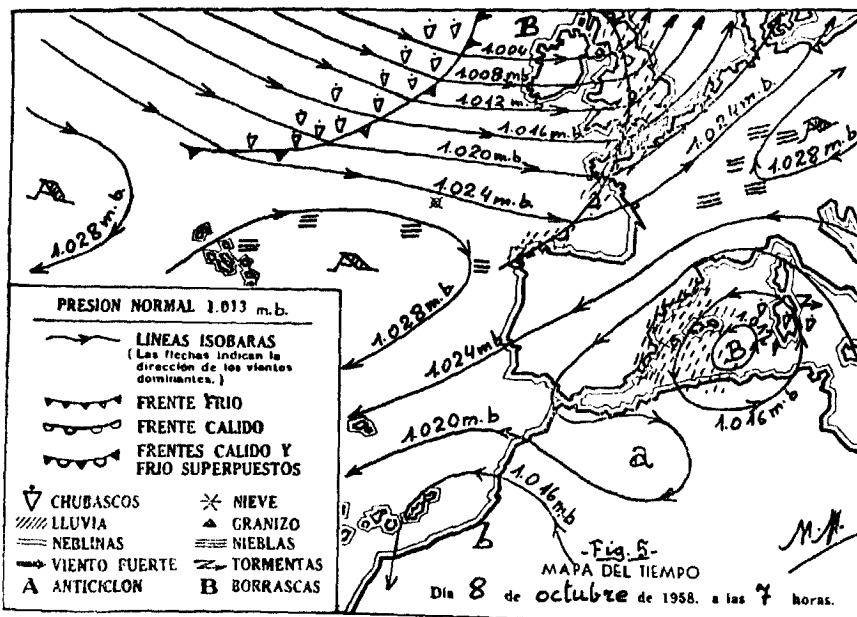 B
1.004
1.008 m.b.
1.012 m.
1.016 m.b
1.020 m.b
1.024 m.b.
1.024 m.b.
1.028 m.b.
1.028 m.b.
1.028 m.b.
1.024 m.b
1.020 m.b
1.016 m.b
1.016 m.b
B
a
b
PRESION NORMAL 1.013 m.b.
LINEAS ISOBARAS
(Las flechas indican la
dirección de los vientos
dominantes.)
FRENTE FRIO
FRENTE CALIDO
FRENTES CALIDO Y
FRIO SUPERPUESTOS
CHUBASCOS
NIEVE
LLUVIA
GRANIZO
NEBLINAS
NIEBLAS
VIENTO FUERTE
TORMENTAS
A ANTICICLON
B BORRASCAS
-Fig. 5-
MAPA DEL TIEMPO
Día 8 de octubre de 1958. a las 7 horas.